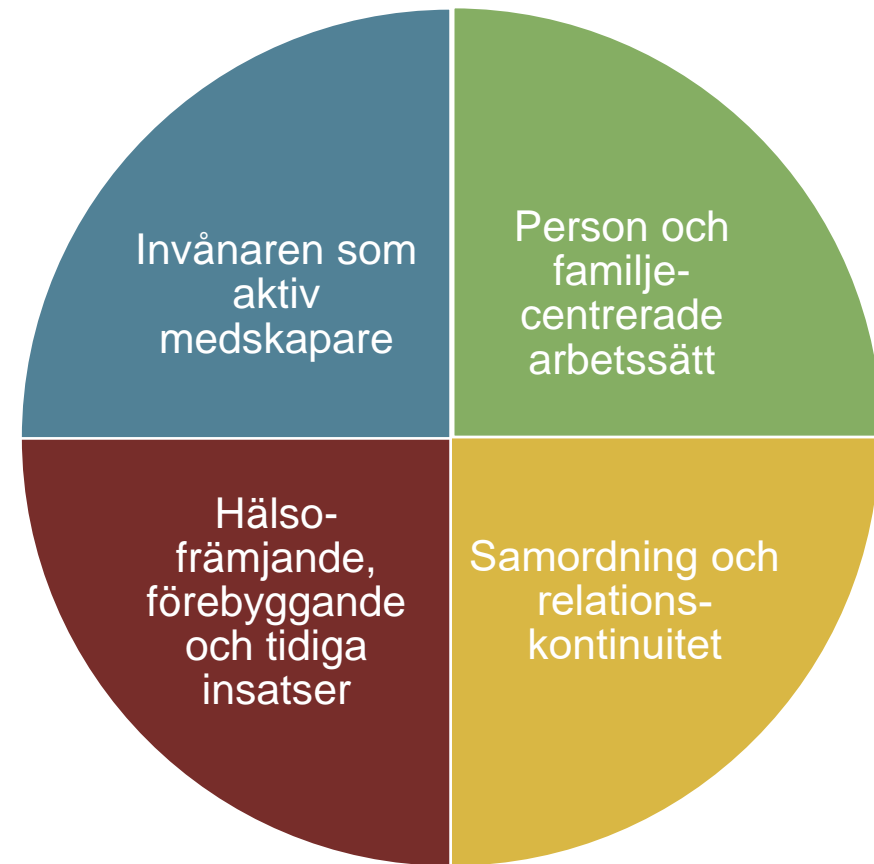 Invånaren som
aktiv
medskapare
Person och
familje-
centrerade
arbetssätt
Hälso-
främjande,
förebyggande
och tidiga
insatser
Samordning och
relations-
kontinuitet